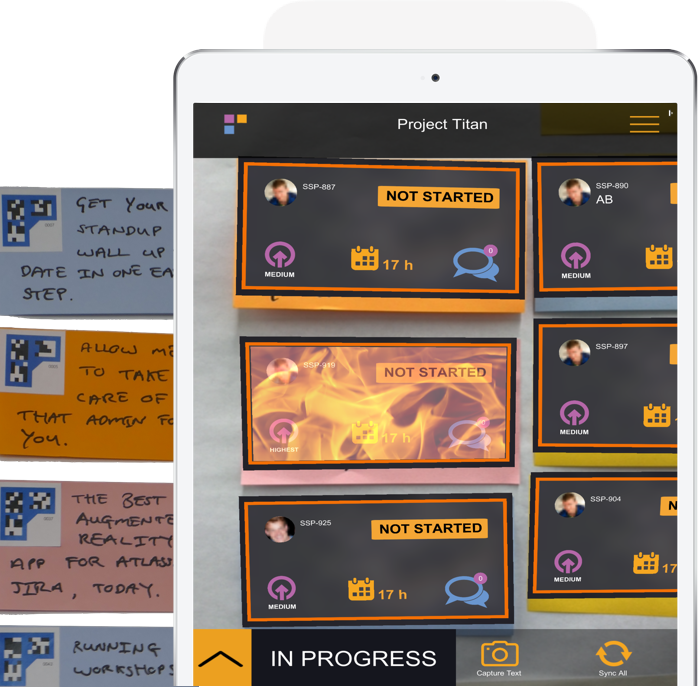 Project Titan
SSP-887
NOT STARTED
MEDIUM
17 h
0
SSP-890
AB
MEDIUM
SSP-919
NOT STARTED
HIGHEST
17 h
SSP-897
MEDIUM
SSP-925
NOT STARTED
MEDIUM
17 h
0
SSP-904
N
MEDIUM
17
IN PROGRESS
Capture Text
Sync All
GET YOUR
STANDUP
WALL UP
DATE IN ONE EA
STEP.
ALLOW ME
TO TAKE
CARE OF
THAT ADMIN FO
YOU.
THE BEST
AUGMENTE
REALITY
APP FOR ATLAS
JIRA, TODAY.
RUNNING
WORKSHOPS